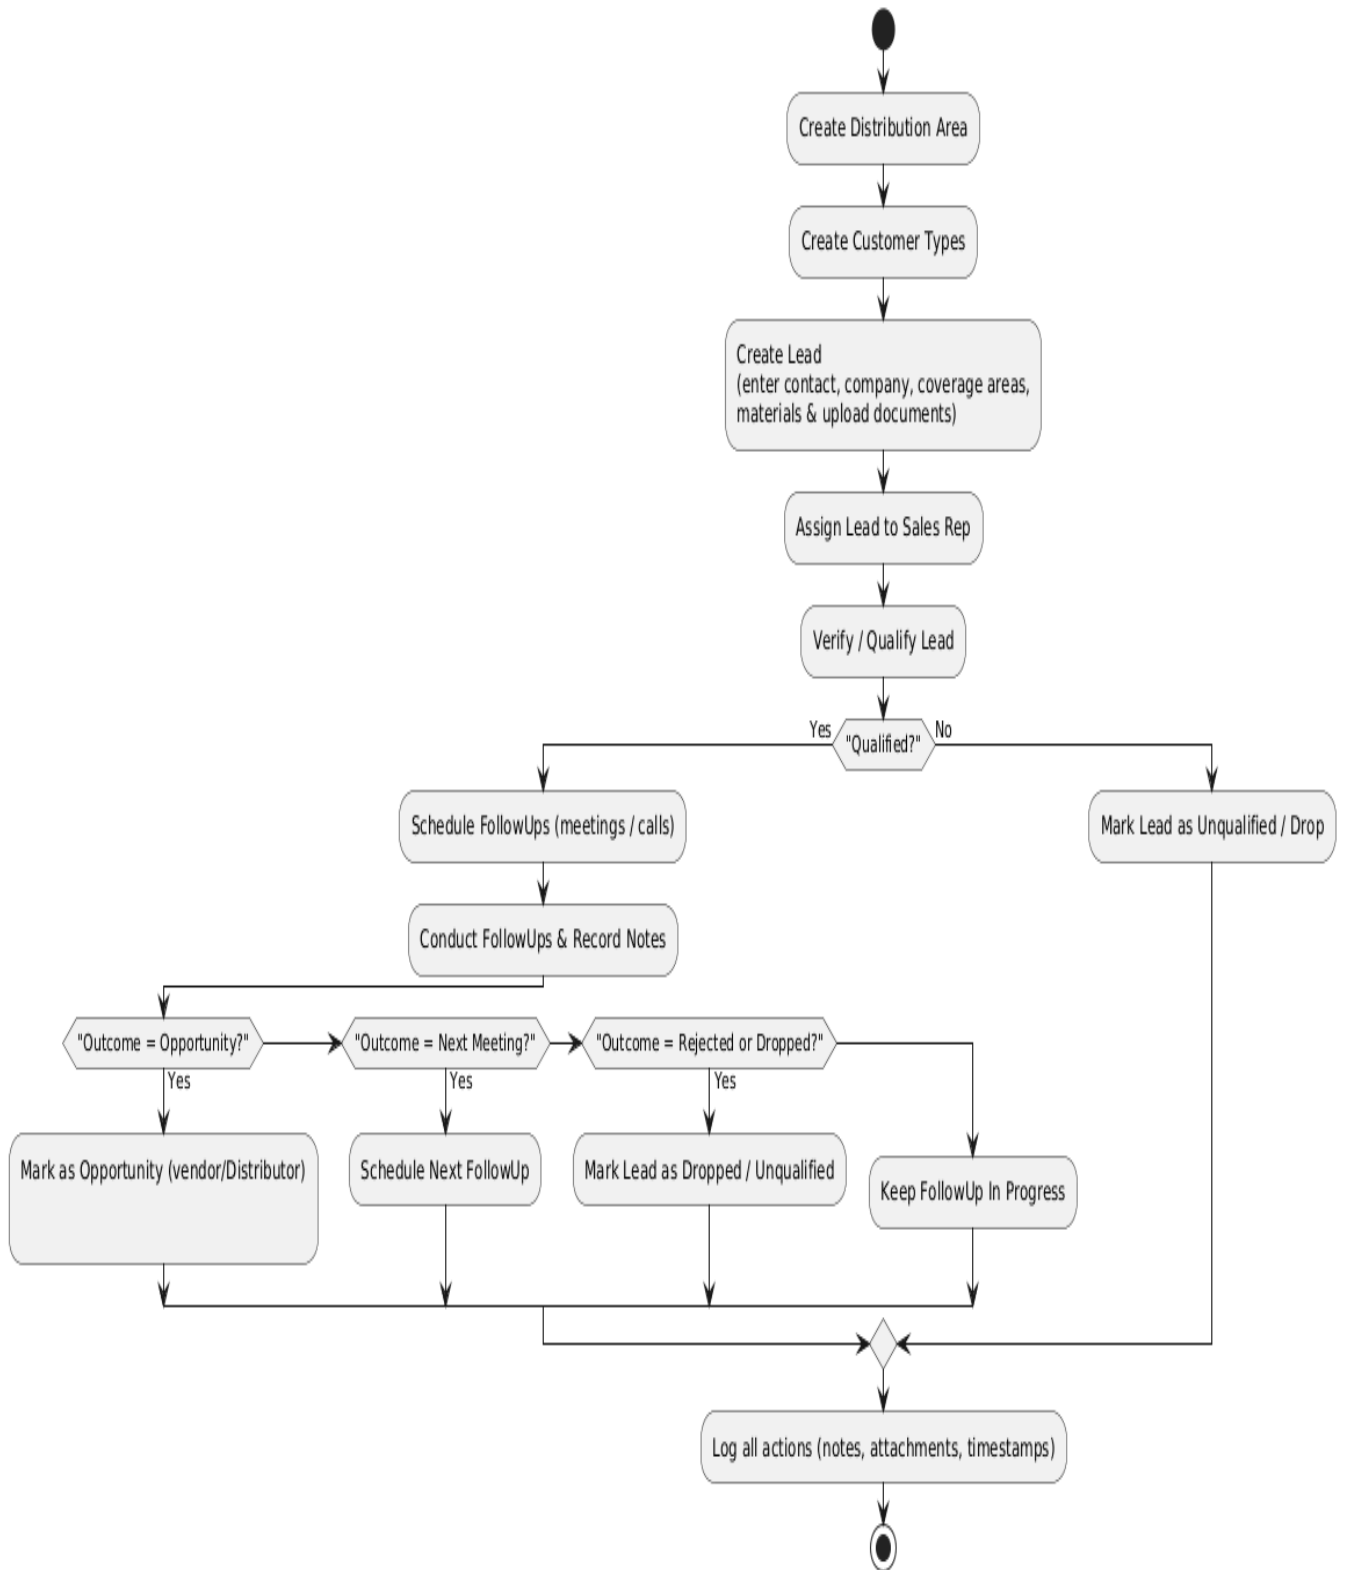 Create Distribution Area
Create Customer Types
Create Lead
(enter contact, company, coverage areas,
materials & upload documents)
Assign Lead to Sales Rep
Verify / Qualify Lead
Yes
"Qualified?"
No
Schedule FollowUps (meetings / calls)
Mark Lead as Unqualified / Drop
Conduct FollowUps & Record Notes
"Outcome = Opportunity?"
"Outcome = Next Meeting?"
"Outcome = Rejected or Dropped?"
Yes
Yes
Yes
Mark as Opportunity (vendor/Distributor)
Schedule Next FollowUp
Mark Lead as Dropped / Unqualified
Keep FollowUp In Progress
Log all actions (notes, attachments, timestamps)